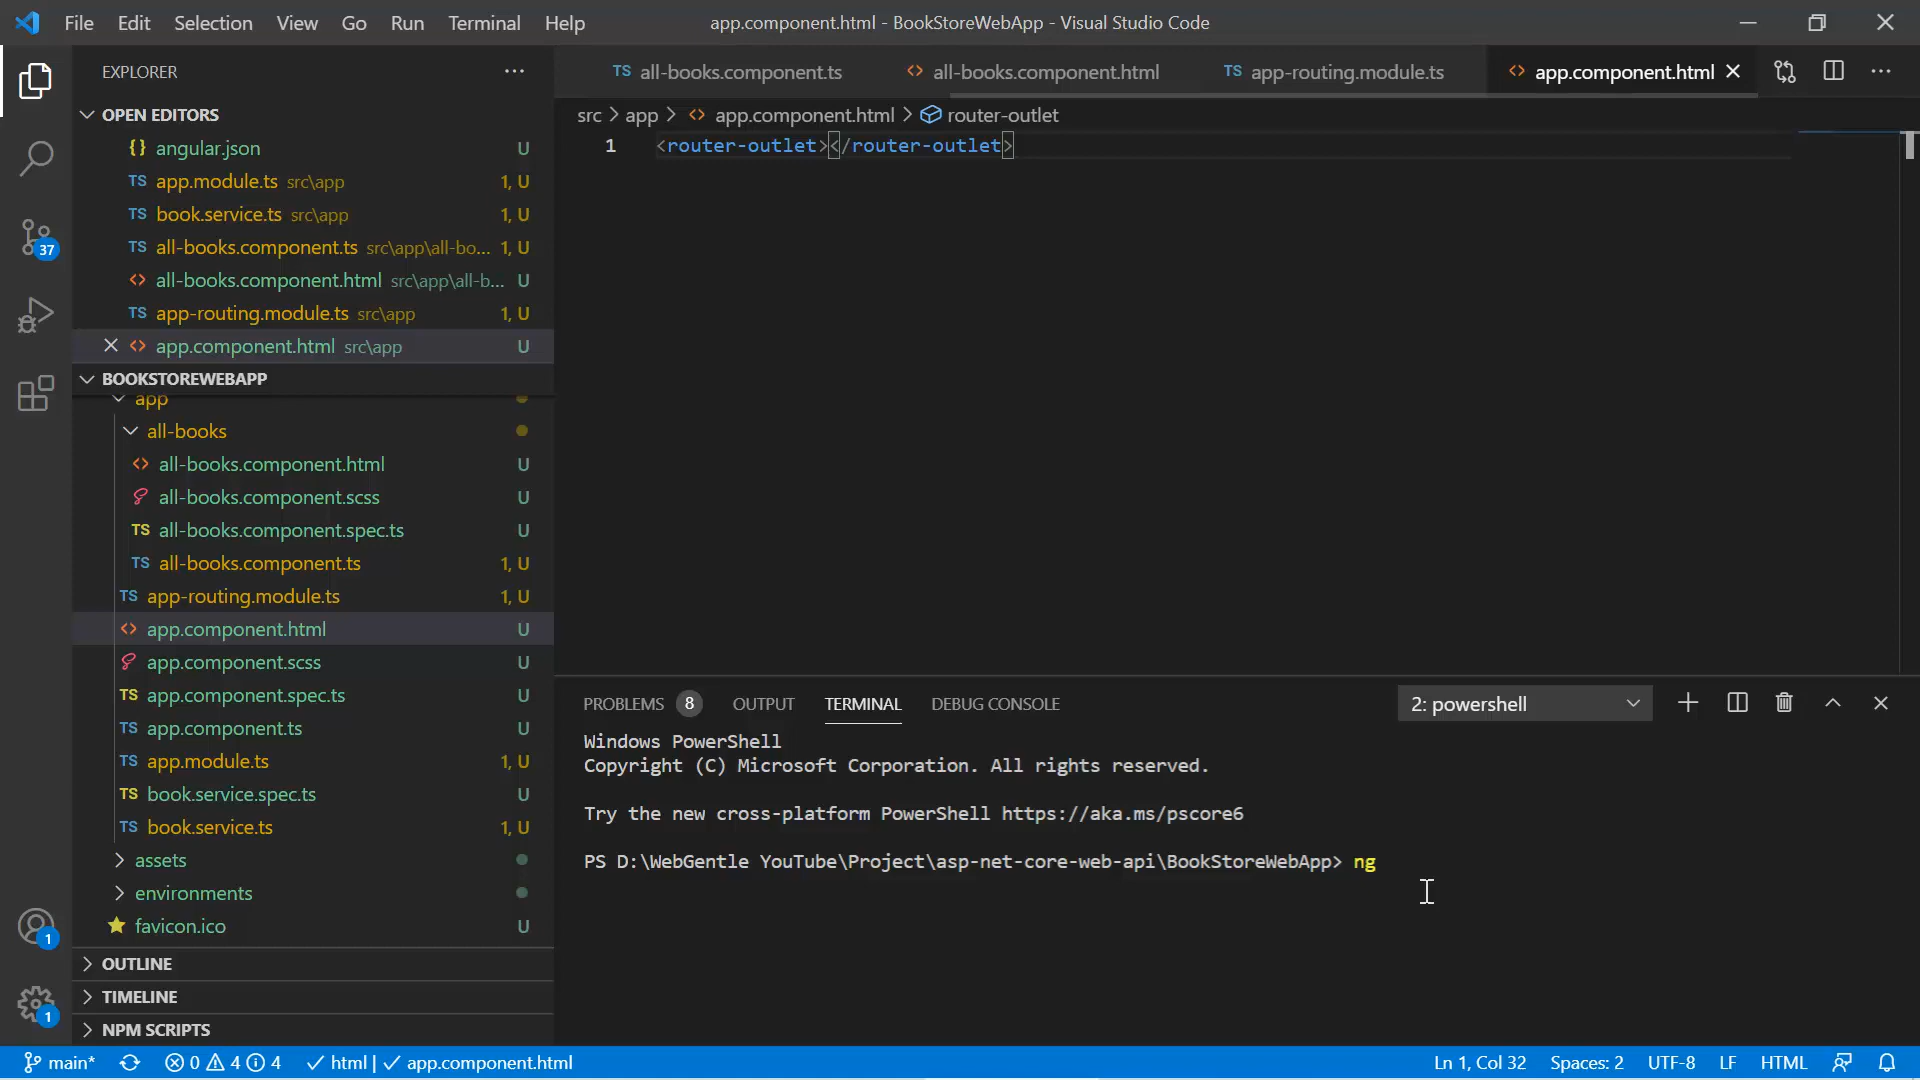 File Edit Selection View Go Run Terminal Help
app.component.html - BookStoreWebApp - Visual Studio Code
EXPLORER
TS all-books.component.ts
<> all-books.component.html
TS app-routing.module.ts
<> app.component.html
OPEN EDITORS
{} angular.json U
TS app.module.ts src\app 1, U
TS book.service.ts src\app 1, U
TS all-books.component.ts src\app\all-bo... 1, U
<> all-books.component.html src\app\all-b... U
TS app-routing.module.ts src\app 1, U
<> app.component.html src\app U
BOOKSTOREWEBAPP
app
all-books
<> all-books.component.html U
all-books.component.scss U
TS all-books.component.spec.ts U
TS all-books.component.ts 1, U
TS app-routing.module.ts 1, U
<> app.component.html U
app.component.scss U
TS app.component.spec.ts U
TS app.component.ts U
TS app.module.ts 1, U
TS book.service.spec.ts U
TS book.service.ts 1, U
assets
environments
favicon.ico U
OUTLINE
TIMELINE
NPM SCRIPTS
37
1
1
src > app > <> app.component.html > router-outlet
1 <router-outlet></router-outlet>
PROBLEMS 8 OUTPUT TERMINAL DEBUG CONSOLE
2: powershell
Windows PowerShell
Copyright (C) Microsoft Corporation. All rights reserved.
Try the new cross-platform PowerShell https://aka.ms/pscore6
PS D:\WebGentle YouTube\Project\asp-net-core-web-api\BookStoreWebApp> ng
main* 0 4 4 html | app.component.html
Ln 1, Col 32 Spaces: 2 UTF-8 LF HTML